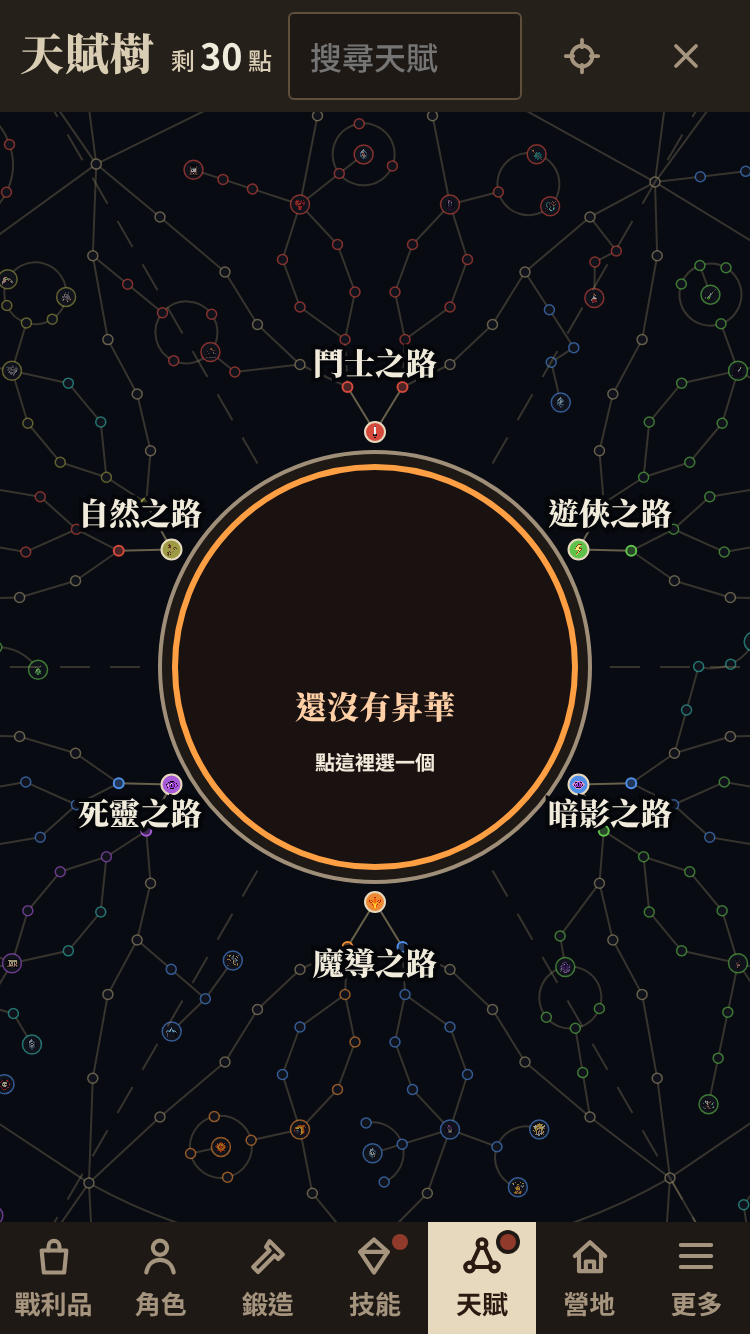 天賦樹 剩 30 點 搜尋天賦
鬥士之路
自然之路 遊俠之路
還沒有昇華
點這裡選一個
死靈之路 暗影之路
魔導之路
戰利品 角色 鍛造 技能 天賦 營地 更多